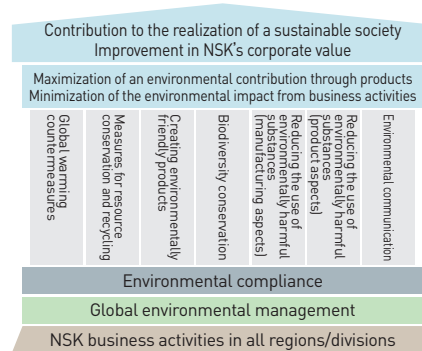 Contribution to the realization of a sustainable society
Improvement in NSK's corporate value
Maximization of an environmental contribution through products
Minimization of the environmental impact from business activities
Global warming
countermeasures
Measures for resource
conservation and recycling
Creating environmentally
friendly products
Biodiversity conservation
Reducing the use of
environmentally harmful
substances
(manufacturing aspects)
Reducing the use of
environmentally harmful
substances
(product aspects)
Environmental communication
Environmental compliance
Global environmental management
NSK business activities in all regions/divisions